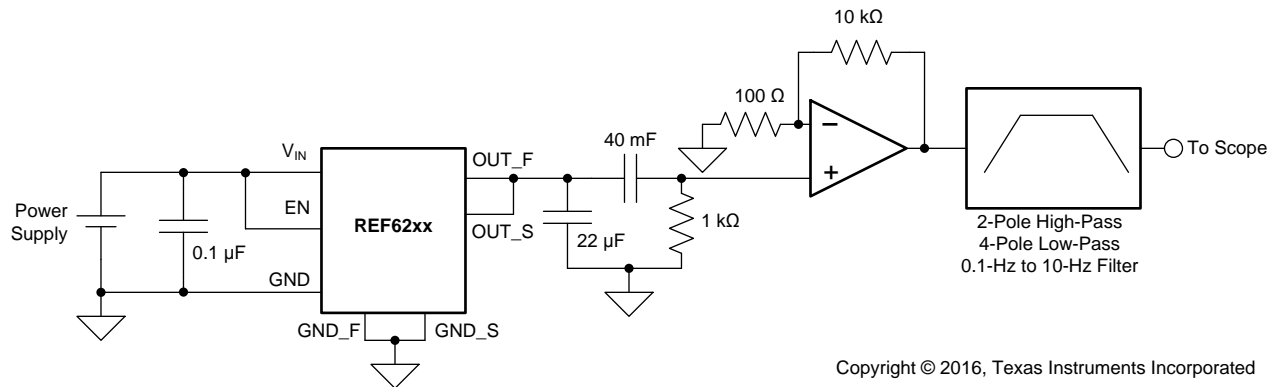 10 kΩ
100 Ω
40 mF
V_IN
OUT_F
To Scope
Power
Supply
EN
REF62xx
OUT_S
1 kΩ
0.1 µF
22 µF
2-Pole High-Pass
4-Pole Low-Pass
0.1-Hz to 10-Hz Filter
GND
GND_F
GND_S
Copyright © 2016, Texas Instruments Incorporated